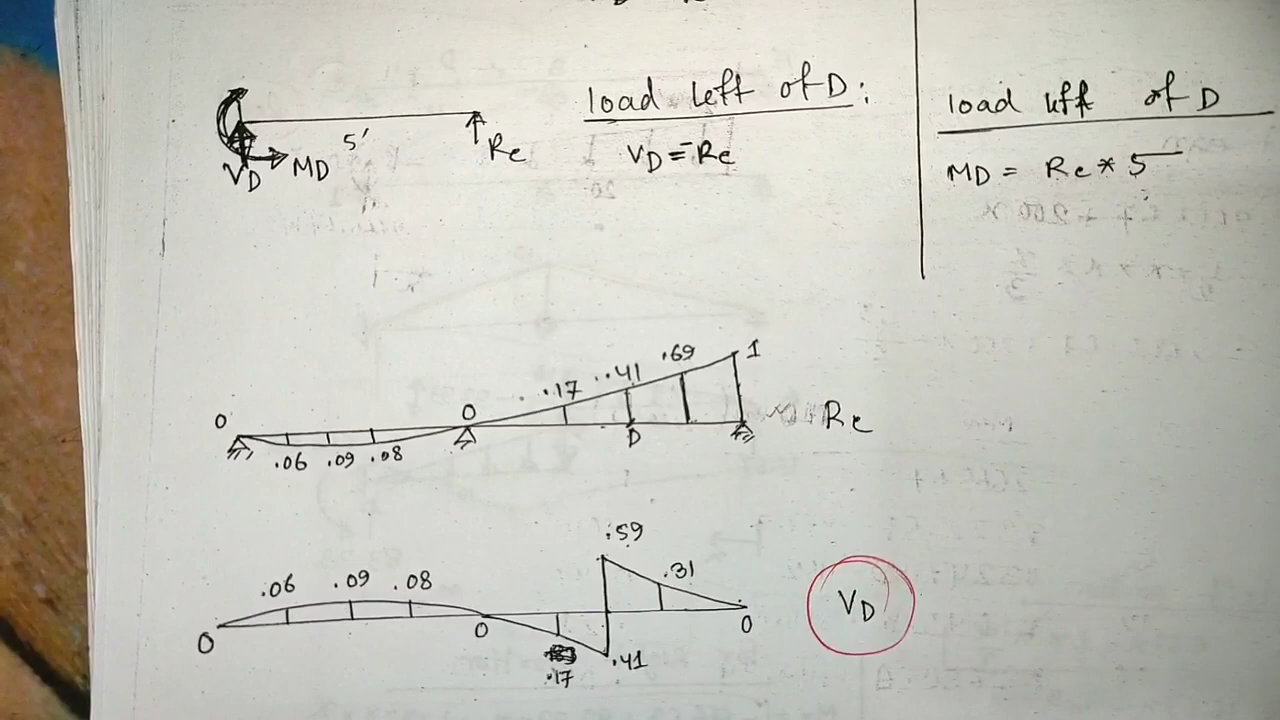 load left of D:
VD = -Rc
5'
Rc
VD
MD
load left of D
MD = Rc * 5
0
0
.17
.41
.69
1
D
Rc
.06 .09 .08
.59
.06 .09 .08
.31
VD
0
0
0
.17
.41